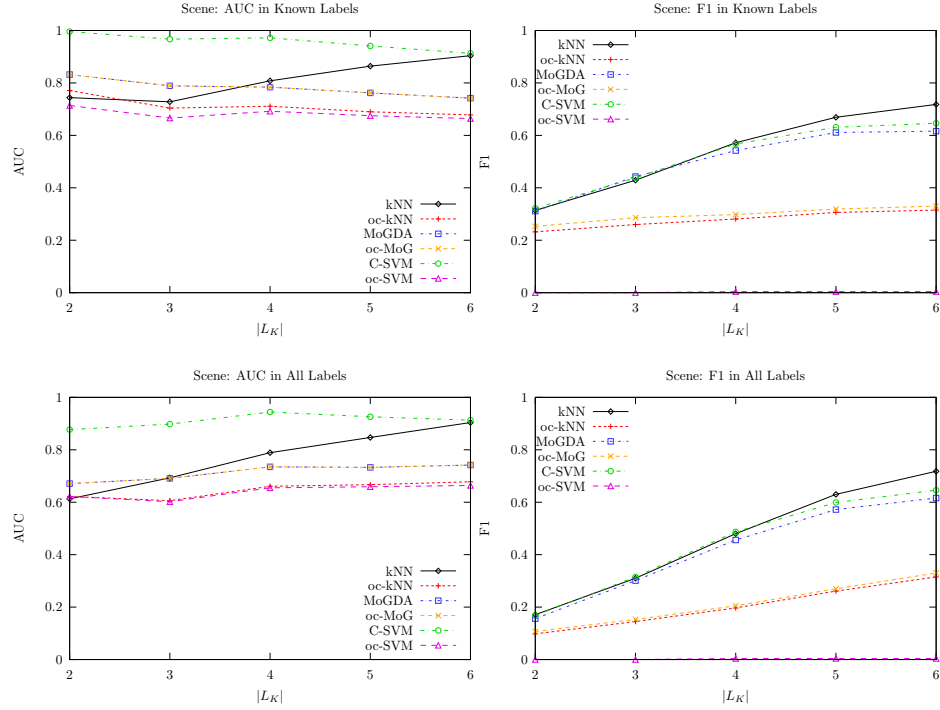 Scene: AUC in Known Labels
1
0.8
0.6
0.4
0.2
0
AUC
kNN
oc-kNN
MoGDA
oc-MoG
C-SVM
oc-SVM
2 3 4 5 6
|L_K|
Scene: F1 in Known Labels
1
0.8
0.6
0.4
0.2
0
F1
kNN
oc-kNN
MoGDA
oc-MoG
C-SVM
oc-SVM
2 3 4 5 6
|L_K|
Scene: AUC in All Labels
1
0.8
0.6
0.4
0.2
0
AUC
kNN
oc-kNN
MoGDA
oc-MoG
C-SVM
oc-SVM
2 3 4 5 6
|L_K|
Scene: F1 in All Labels
1
0.8
0.6
0.4
0.2
0
F1
kNN
oc-kNN
MoGDA
oc-MoG
C-SVM
oc-SVM
2 3 4 5 6
|L_K|